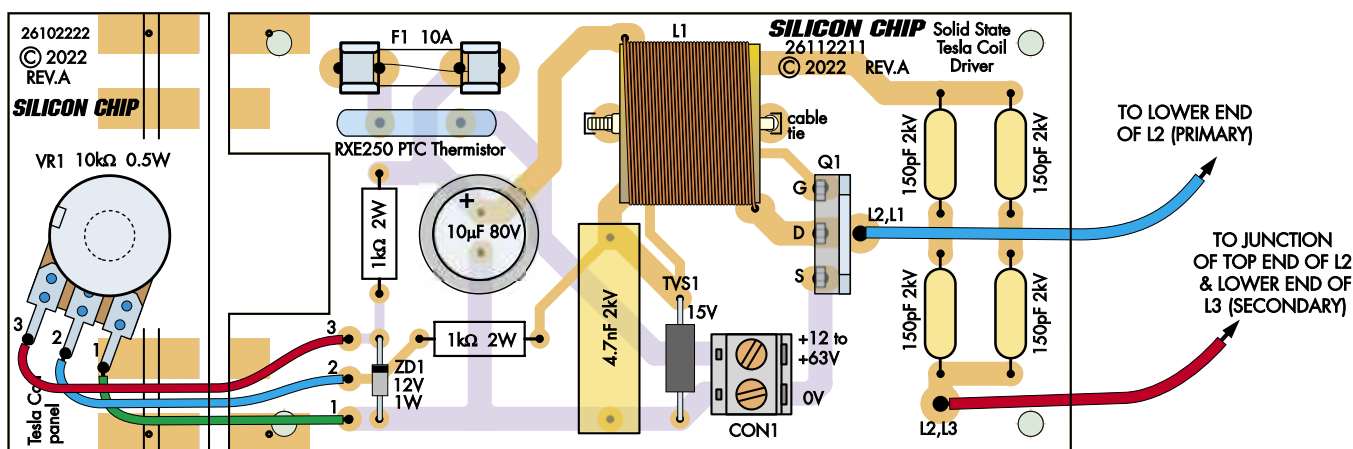 26102222
© 2022
REV.A
SILICON CHIP
VR1 10kΩ 0.5W
3
2
1
Tesla Co
panel
F1 10A
RXE250 PTC Thermistor
1kΩ 2W
+
10µF 80V
3
2
1
1kΩ 2W
ZD1
12V
1W
L1
SILICON CHIP
26112211
© 2022 REV.A
Solid State
Tesla Coil
Driver
cable
tie
Q1
G
D
S
L2,L1
4.7nF 2kV
TVS1
15V
+12 to
+63V
0V
CON1
150pF 2kV
150pF 2kV
150pF 2kV
150pF 2kV
L2,L3
TO LOWER END
OF L2 (PRIMARY)
TO JUNCTION
OF TOP END OF L2
& LOWER END OF
L3 (SECONDARY)